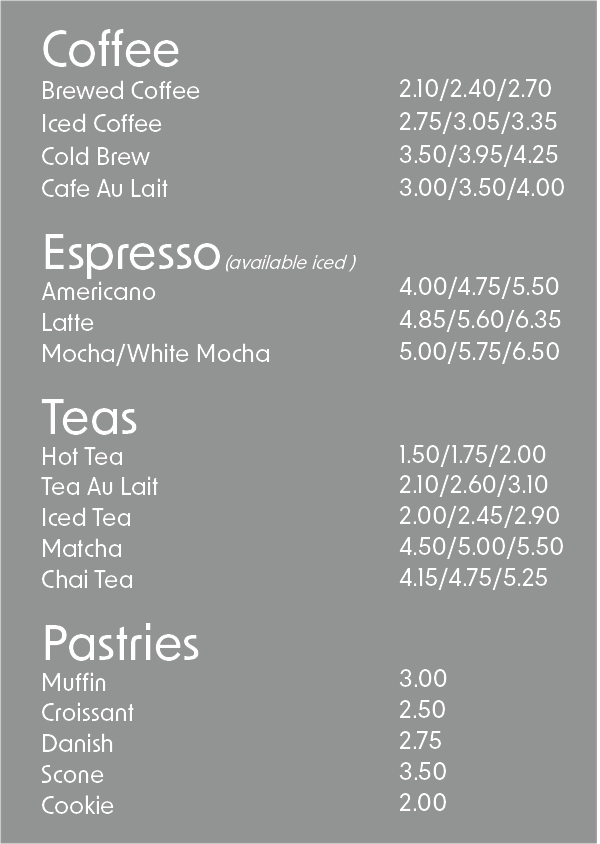 Coffee
Brewed Coffee 2.10/2.40/2.70
Iced Coffee 2.75/3.05/3.35
Cold Brew 3.50/3.95/4.25
Cafe Au Lait 3.00/3.50/4.00
Espresso (available iced )
Americano 4.00/4.75/5.50
Latte 4.85/5.60/6.35
Mocha/White Mocha 5.00/5.75/6.50
Teas
Hot Tea 1.50/1.75/2.00
Tea Au Lait 2.10/2.60/3.10
Iced Tea 2.00/2.45/2.90
Matcha 4.50/5.00/5.50
Chai Tea 4.15/4.75/5.25
Pastries
Muffin 3.00
Croissant 2.50
Danish 2.75
Scone 3.50
Cookie 2.00